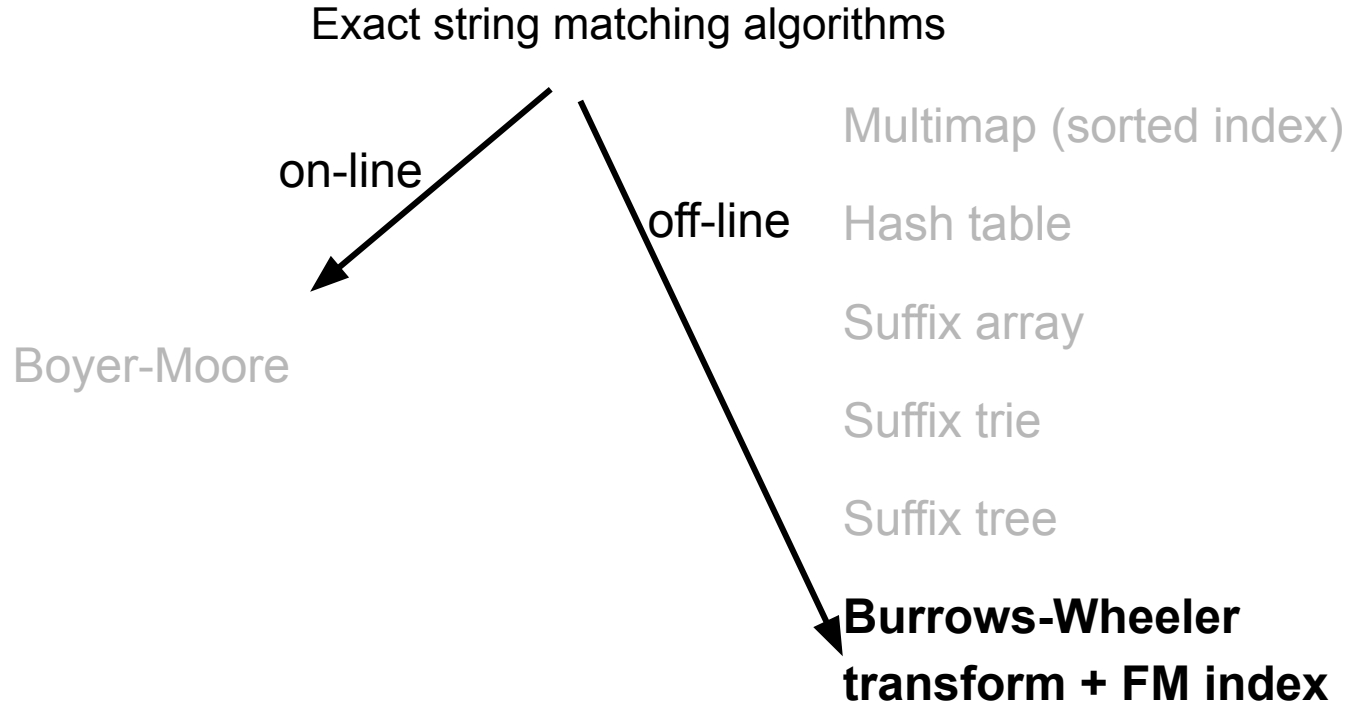 Exact string matching algorithms
on-line
off-line
Boyer-Moore
Multimap (sorted index)
Hash table
Suffix array
Suffix trie
Suffix tree
Burrows-Wheeler
transform + FM index